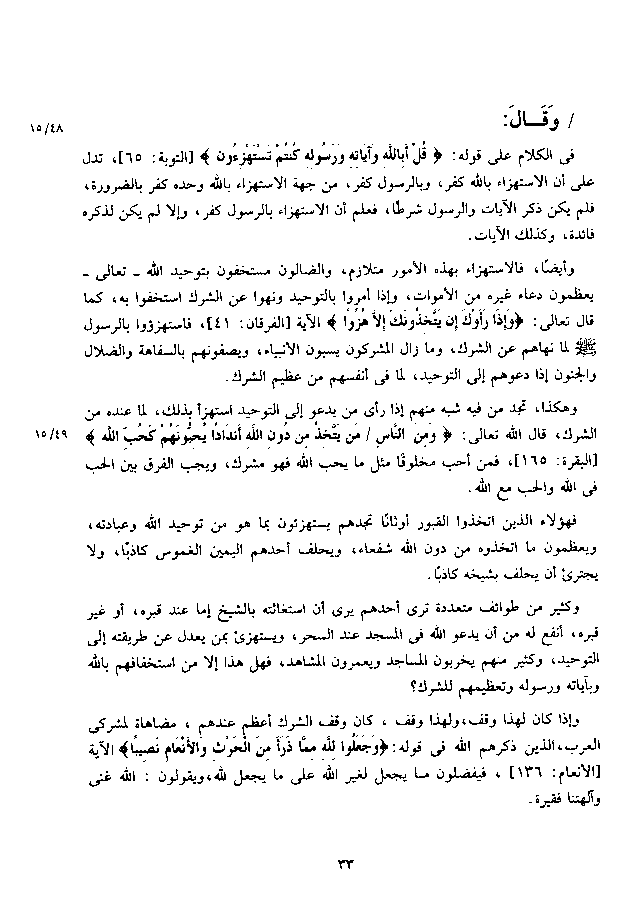 ١٥/٤٨
/ وَقَـــالَ:
فى الكلام على قوله: ﴿ قُلْ أَبِاللَّهِ وَآيَاتِهِ وَرَسُولِهِ كُنتُمْ تَسْتَهْزِءُونَ ﴾ [التوبة: ٦٥]، تدل
على أن الاستهزاء بالله كفر، وبالرسول كفر، من جهة الاستهزاء بالله وحده كفر بالضرورة،
فلم يكن ذكر الآيات والرسول شرطًا، فعلم أن الاستهزاء بالرسول كفر، وإلا لم يكن لذكره
فائدة، وكذلك الآيات.
وأيضًا، فالاستهزاء بهذه الأمور متلازم، والضالون مستخفون بتوحيد الله ـ تعالى ـ
يعظمون دعاء غيره من الأموات، وإذا أمروا بالتوحيد ونهوا عن الشرك استخفوا به، كما
قال تعالى: ﴿وَإِذَا رَأَوْكَ إِن يَتَّخِذُونَكَ إِلاَّ هُزُوًا ﴾ الآية [الفرقان: ٤١]، فاستهزؤوا بالرسول
ﷺ لما نهاهم عن الشرك، وما زال المشركون يسبون الأنبياء، ويصفونهم بالسفاهة والضلال
والجنون إذا دعوهم إلى التوحيد، لما فى أنفسهم من عظيم الشرك.
وهكذا، تجد من فيه شبه منهم إذا رأى من يدعو إلى التوحيد استهزأ بذلك، لما عنده من
١٥/٤٩
الشرك، قال الله تعالى: ﴿ وَمِنَ النَّاسِ / مَن يَتَّخِذُ مِن دُونِ اللَّهِ أَندَادًا يُحِبُّونَهُمْ كَحُبِّ اللَّهِ ﴾
[البقرة: ١٦٥]، فمن أحب مخلوقًا مثل ما يحب الله فهو مشرك، ويجب الفرق بين الحب
فى الله والحب مع الله.
فهؤلاء الذين اتخذوا القبور أوثانًا تجدهم يستهزئون بما هو من توحيد الله وعبادته،
ويعظمون ما اتخذوه من دون الله شفعاء، ويحلف أحدهم اليمين الغموس كاذبًا، ولا
يجترئ أن يحلف بشيخه كاذبًا.
وكثير من طوائف متعددة ترى أحدهم يرى أن استغاثته بالشيخ إما عند قبره، أو غير
قبره، أنفع له من أن يدعو الله فى المسجد عند السحر، ويستهزئ بمن يعدل عن طريقته إلى
التوحيد، وكثير منهم يخربون المساجد ويعمرون المشاهد، فهل هذا إلا من استخفافهم بالله
وبآياته ورسوله وتعظيمهم للشرك؟
وإذا كان لهذا وقف،ولهذا وقف ، كان وقف الشرك أعظم عندهم ، مضاهاة لمشركى
العرب،الذين ذكرهم الله فى قوله:﴿وَجَعَلُوا لِلَّهِ مِمَّا ذَرَأَ مِنَ الْحَرْثِ وَالأَنْعَامِ نَصِيبًا﴾ الآية
[الأنعام: ١٣٦] ، فيفضلون مـا يجعل لغير الله على ما يجعل لله،ويقولون : الله غنى
وآلهتنا فقيرة.
٣٣